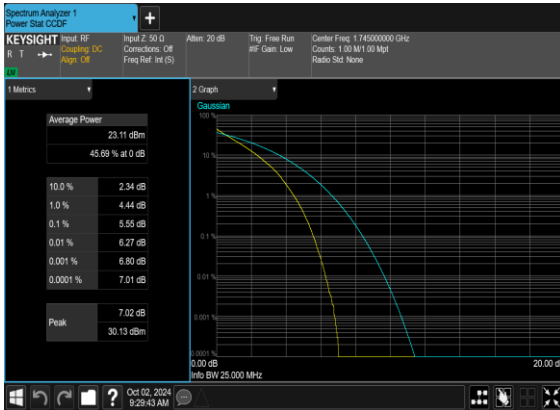 Spectrum Analyzer 1
Power Stat CCDF
KEYSIGHT
R T
LV
Input: RF
Coupling: DC
Align: Off
Input Z: 50 Ω
Corrections: Off
Freq Ref: Int (S)
Atten: 20 dB
Trig: Free Run
#IF Gain: Low
Center Freq: 1.745000000 GHz
Counts: 1.00 M/1.00 Mpt
Radio Std: None
1 Metrics
Average Power
23.11 dBm
45.69 % at 0 dB
10.0 % 2.34 dB
1.0 % 4.44 dB
0.1 % 5.55 dB
0.01 % 6.27 dB
0.001 % 6.80 dB
0.0001 % 7.01 dB
Peak
7.02 dB
30.13 dBm
2 Graph
Gaussian
100 %
10 %
1 %
0.1 %
0.01 %
0.001 %
0.0001 %
0.00 dB
20.00 d
Info BW 25.000 MHz
Oct 02, 2024
9:29:43 AM